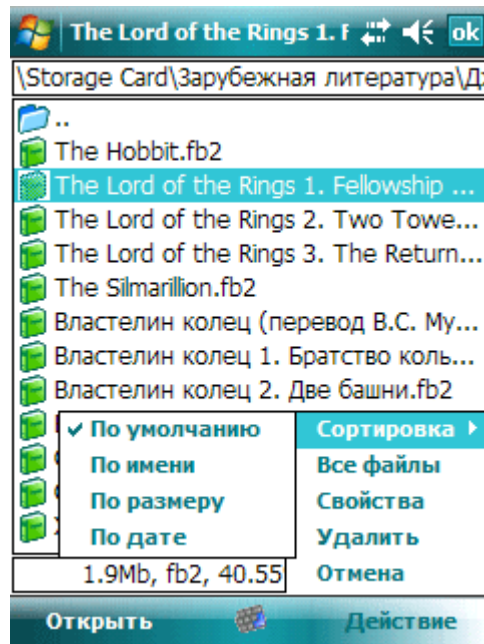 The Lord of the Rings 1. F ok
\Storage Card\Зарубежная литература\Д
..
The Hobbit.fb2
The Lord of the Rings 1. Fellowship ...
The Lord of the Rings 2. Two Towe...
The Lord of the Rings 3. The Return...
The Silmarillion.fb2
Властелин колец (перевод В.С. Му...
Властелин колец 1. Братство коль...
Властелин колец 2. Две башни.fb2
По умолчанию Сортировка
По имени Все файлы
По размеру Свойства
По дате Удалить
1.9Mb, fb2, 40.55 Отмена
Открыть Действие